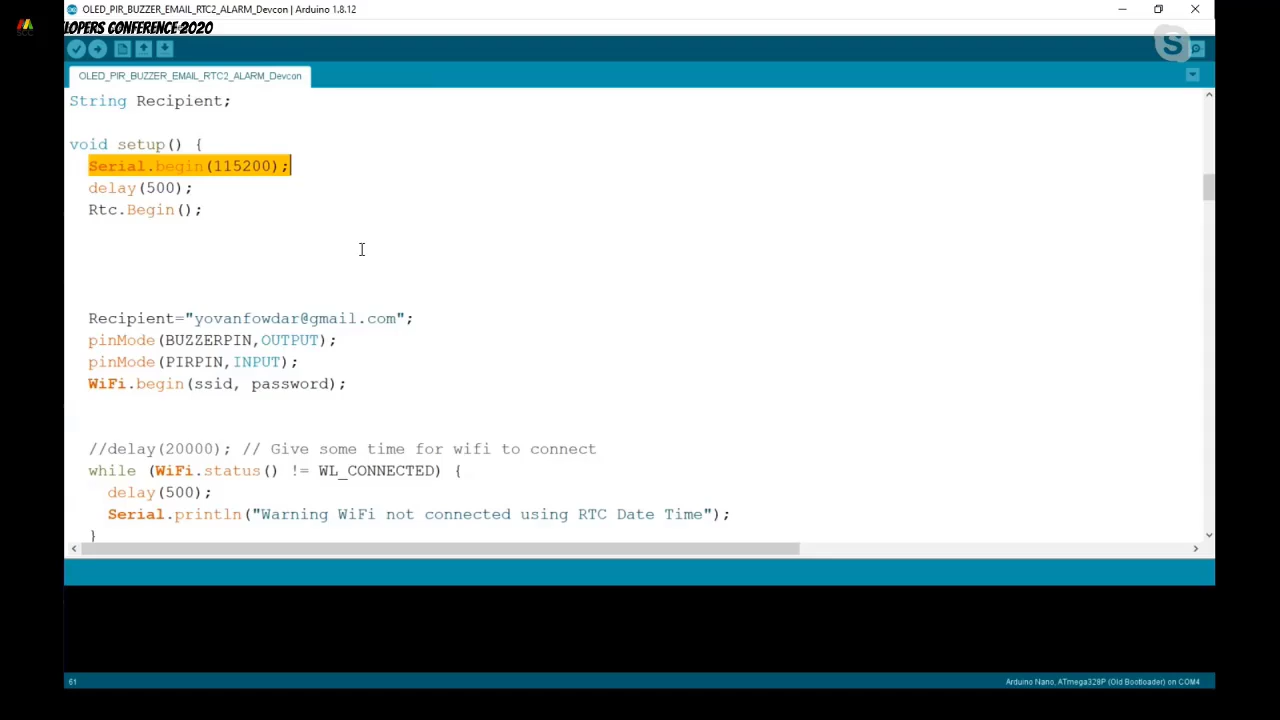 OLED_PIR_BUZZER_EMAIL_RTC2_ALARM_Devcon | Arduino 1.8.12
ELOPERS CONFERENCE 2020
OLED_PIR_BUZZER_EMAIL_RTC2_ALARM_Devcon
String Recipient;
void setup() {
Serial.begin(115200);
delay(500);
Rtc.Begin();
Recipient="yovanfowdar@gmail.com";
pinMode(BUZZERPIN,OUTPUT);
pinMode(PIRPIN,INPUT);
WiFi.begin(ssid, password);
//delay(20000); // Give some time for wifi to connect
while (WiFi.status() != WL_CONNECTED) {
delay(500);
Serial.println("Warning WiFi not connected using RTC Date Time");
}
61
Arduino Nano, ATmega328P (Old Bootloader) on COM4